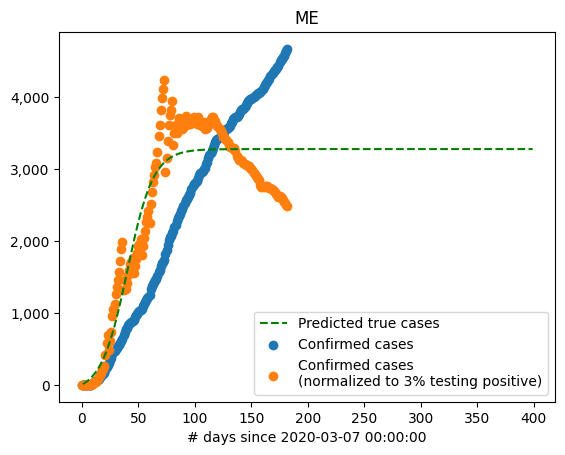 ME
4,000
3,000
2,000
1,000
0
Predicted true cases
Confirmed cases
Confirmed cases
(normalized to 3% testing positive)
0 50 100 150 200 250 300 350 400
# days since 2020-03-07 00:00:00